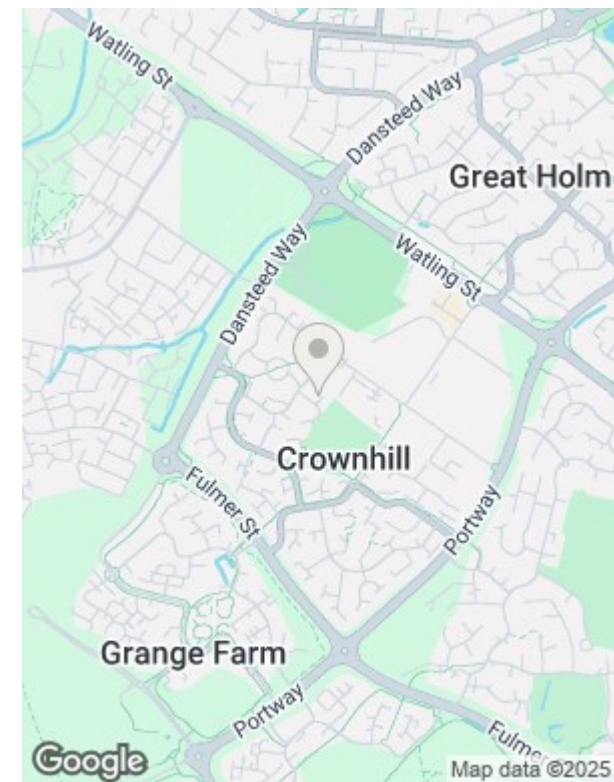 Watling St
Dansteed Way
Great Holm
Watling St
Dansteed Way
Crownhill
Fulmer St
Portway
Grange Farm
Portway
Fulmer
Google
Map data ©2025